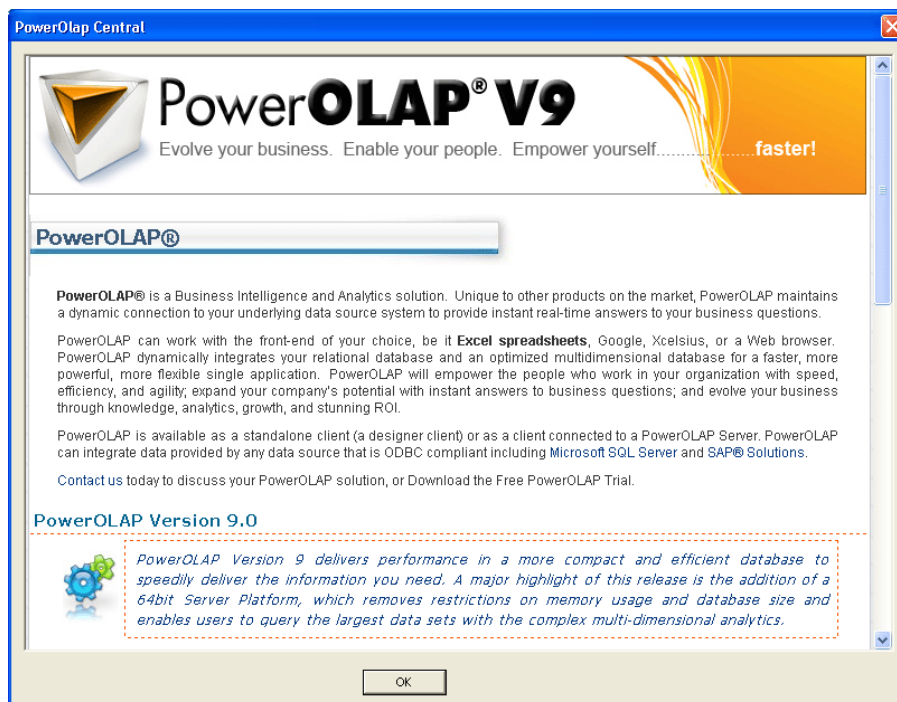 PowerOlap Central
PowerOLAP® V9
Evolve your business. Enable your people. Empower yourself.......................faster!
PowerOLAP®
PowerOLAP® is a Business Intelligence and Analytics solution. Unique to other products on the market, PowerOLAP maintains
a dynamic connection to your underlying data source system to provide instant real-time answers to your business questions.
PowerOLAP can work with the front-end of your choice, be it Excel spreadsheets, Google, Xcelsius, or a Web browser.
PowerOLAP dynamically integrates your relational database and an optimized multidimensional database for a faster, more
powerful, more flexible single application. PowerOLAP will empower the people who work in your organization with speed,
efficiency, and agility; expand your company's potential with instant answers to business questions; and evolve your business
through knowledge, analytics, growth, and stunning ROI.
PowerOLAP is available as a standalone client (a designer client) or as a client connected to a PowerOLAP Server. PowerOLAP
can integrate data provided by any data source that is ODBC compliant including Microsoft SQL Server and SAP® Solutions.
Contact us today to discuss your PowerOLAP solution, or Download the Free PowerOLAP Trial.
PowerOLAP Version 9.0
PowerOLAP Version 9 delivers performance in a more compact and efficient database to
speedily deliver the information you need. A major highlight of this release is the addition of a
64bit Server Platform, which removes restrictions on memory usage and database size and
enables users to query the largest data sets with the complex multi-dimensional analytics.
OK